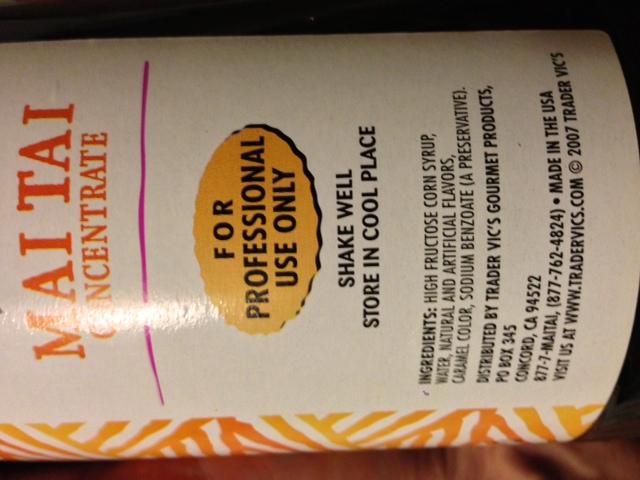 MAI TAI
CONCENTRATE
FOR
PROFESSIONAL
USE ONLY
SHAKE WELL
STORE IN COOL PLACE
INGREDIENTS: HIGH FRUCTOSE CORN SYRUP,
WATER, NATURAL AND ARTIFICIAL FLAVORS,
CARAMEL COLOR, SODIUM BENZOATE (A PRESERVATIVE).
DISTRIBUTED BY TRADER VIC'S GOURMET PRODUCTS,
PO BOX 345
CONCORD, CA 94522
877-7-MAITAI, (877-762-4824) • MADE IN THE USA
VISIT US AT WWW.TRADERVICS.COM © 2007 TRADER VIC'S